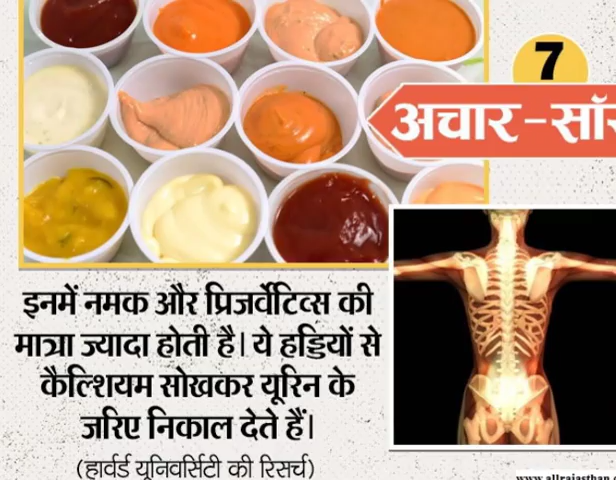 7
अचार-सॉस
इनमें नमक और प्रिजर्वेटिव्स की
मात्रा ज्यादा होती है। ये हड्डियों से
कैल्शियम सोखकर यूरिन के
जरिए निकाल देते हैं।
(हार्वर्ड यूनिवर्सिटी की रिसर्च)